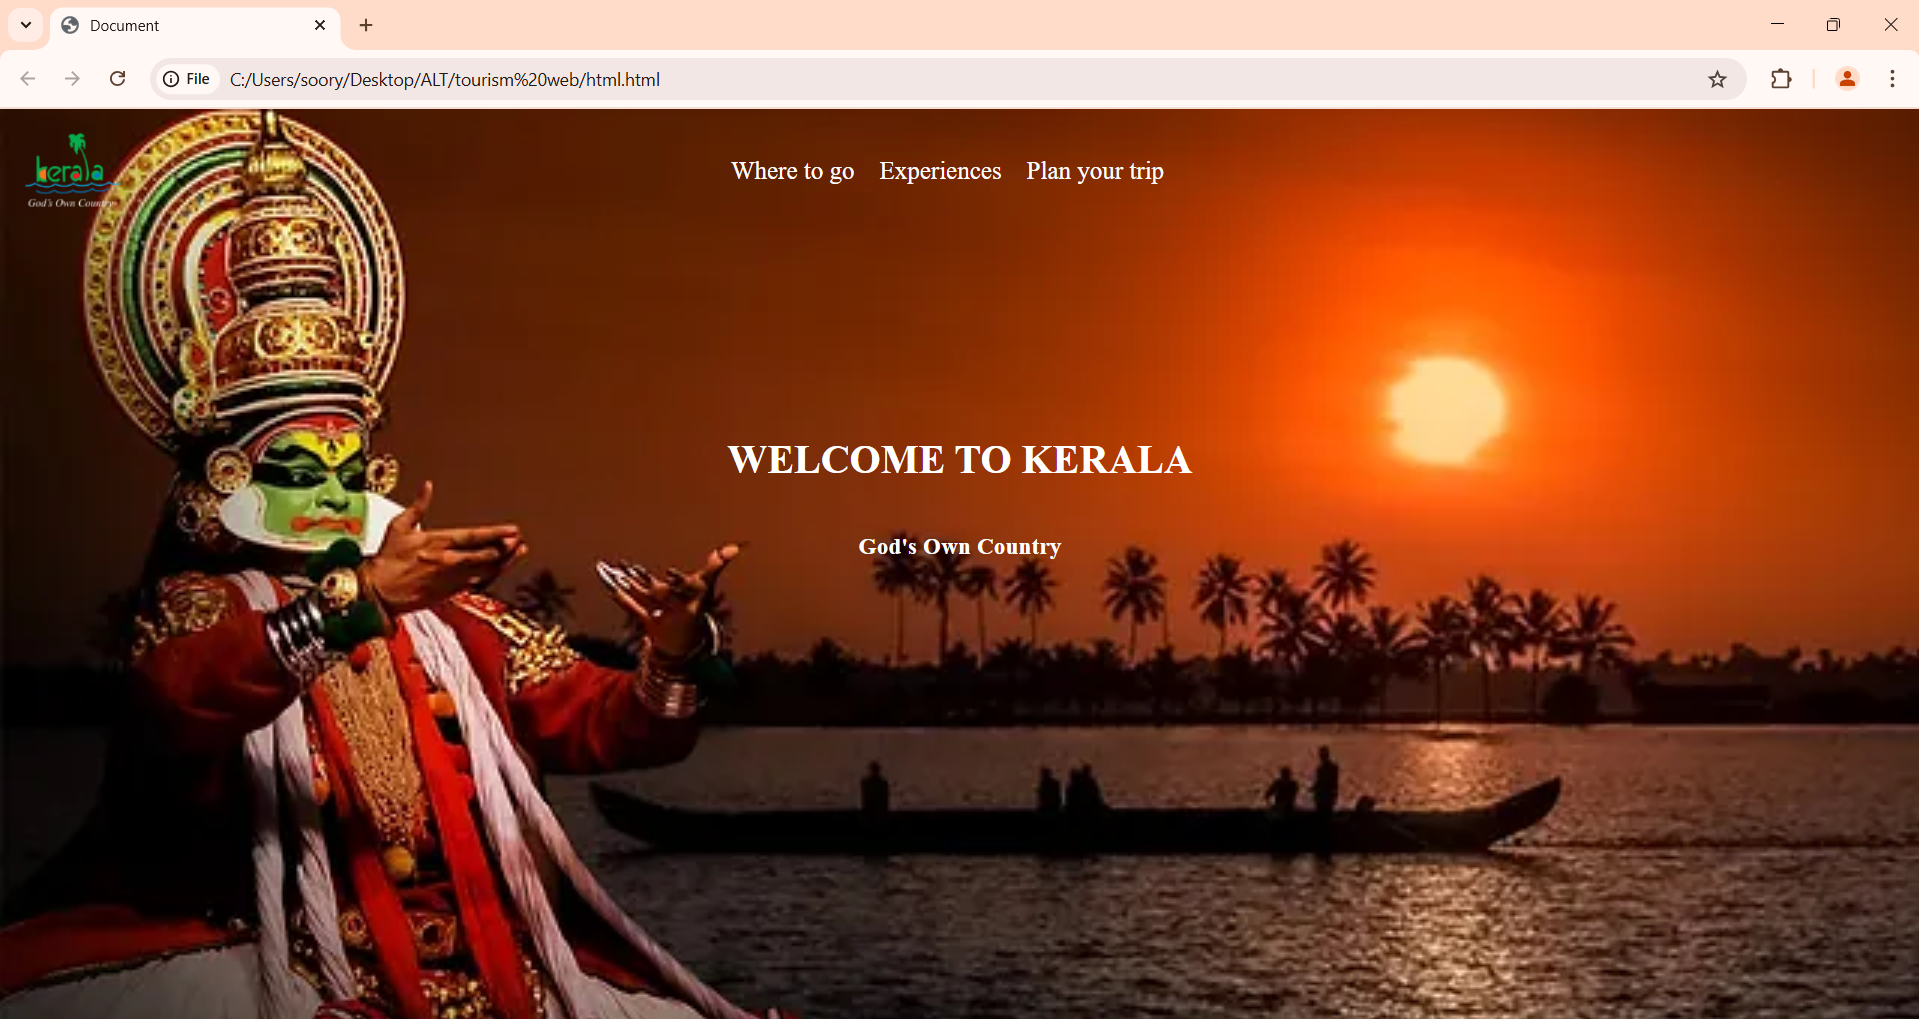 Document
File
C:/Users/soory/Desktop/ALT/tourism%20web/html.html
kerala
God's Own Country
Where to go Experiences Plan your trip
WELCOME TO KERALA
God's Own Country